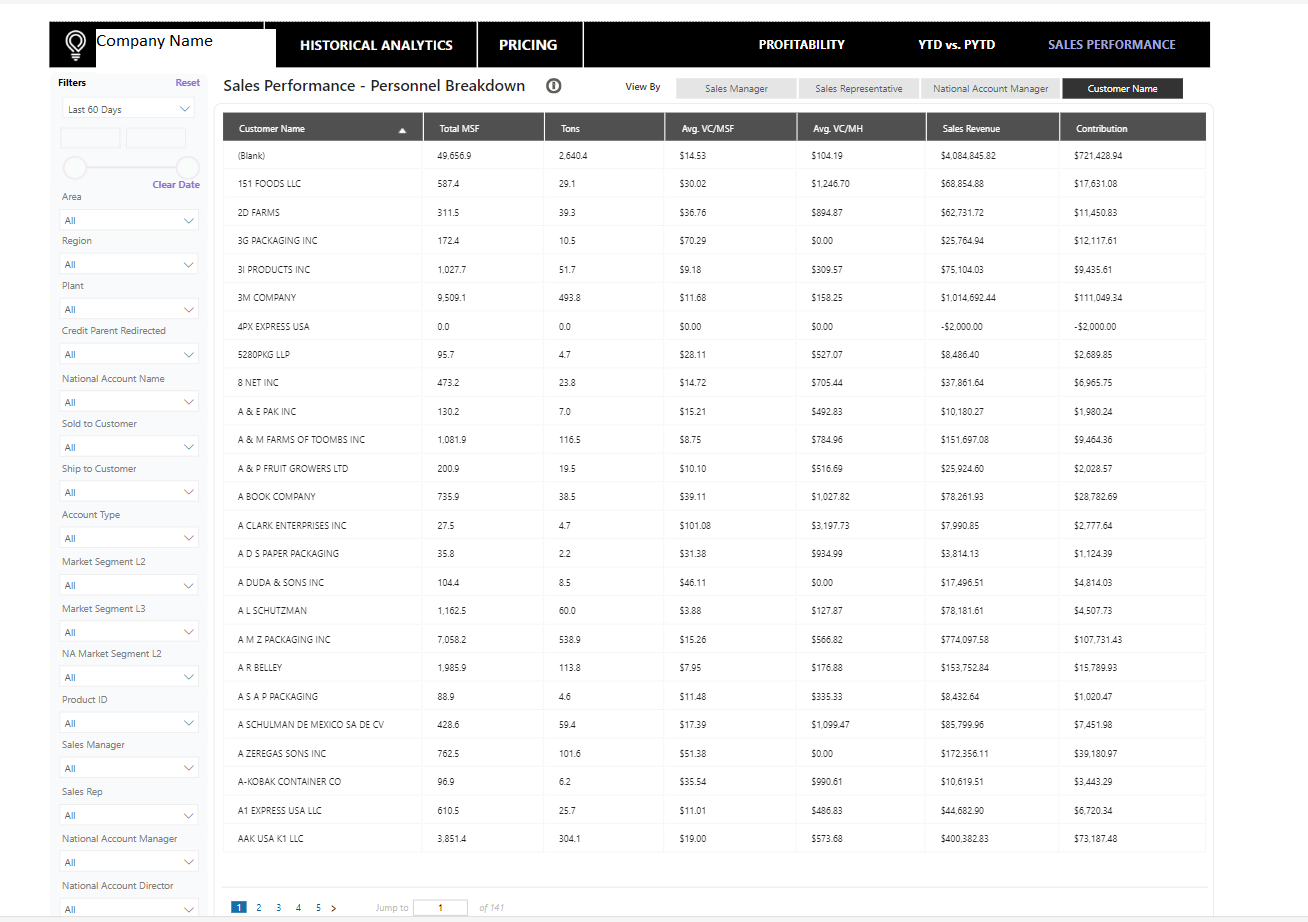 Company Name
HISTORICAL ANALYTICS PRICING PROFITABILITY YTD vs. PYTD SALES PERFORMANCE
Filters Reset
Last 60 Days
Clear Date
Area
All
Region
All
Plant
All
Credit Parent Redirected
All
National Account Name
All
Sold to Customer
All
Ship to Customer
All
Account Type
All
Market Segment L2
All
Market Segment L3
All
NA Market Segment L2
All
Product ID
All
Sales Manager
All
Sales Rep
All
National Account Manager
All
National Account Director
All
Sales Performance - Personnel Breakdown View By Sales Manager Sales Representative National Account Manager Customer Name
Customer Name Total MSF Tons Avg. VC/MSF Avg. VC/MH Sales Revenue Contribution
(Blank) 49,656.9 2,640.4 $14.53 $104.19 $4,084,845.82 $721,428.94
151 FOODS LLC 587.4 29.1 $30.02 $1,246.70 $68,854.88 $17,631.08
2D FARMS 311.5 39.3 $36.76 $894.87 $62,731.72 $11,450.83
3G PACKAGING INC 172.4 10.5 $70.29 $0.00 $25,764.94 $12,117.61
3I PRODUCTS INC 1,027.7 51.7 $9.18 $309.57 $75,104.03 $9,435.61
3M COMPANY 9,509.1 493.8 $11.68 $158.25 $1,014,692.44 $111,049.34
4PX EXPRESS USA 0.0 0.0 $0.00 $0.00 -$2,000.00 -$2,000.00
5280PKG LLP 95.7 4.7 $28.11 $527.07 $8,486.40 $2,689.85
8 NET INC 473.2 23.8 $14.72 $705.44 $37,861.64 $6,965.75
A & E PAK INC 130.2 7.0 $15.21 $492.83 $10,180.27 $1,980.24
A & M FARMS OF TOOMBS INC 1,081.9 116.5 $8.75 $784.96 $151,697.08 $9,464.36
A & P FRUIT GROWERS LTD 200.9 19.5 $10.10 $516.69 $25,924.60 $2,028.57
A BOOK COMPANY 735.9 38.5 $39.11 $1,027.82 $78,261.93 $28,782.69
A CLARK ENTERPRISES INC 27.5 4.7 $101.08 $3,197.73 $7,990.85 $2,777.64
A D S PAPER PACKAGING 35.8 2.2 $31.38 $934.99 $3,814.13 $1,124.39
A DUDA & SONS INC 104.4 8.5 $46.11 $0.00 $17,496.51 $4,814.03
A L SCHUTZMAN 1,162.5 60.0 $3.88 $127.87 $78,181.61 $4,507.73
A M Z PACKAGING INC 7,058.2 538.9 $15.26 $566.82 $774,097.58 $107,731.43
A R BELLEY 1,985.9 113.8 $7.95 $176.88 $153,752.84 $15,789.93
A S A P PACKAGING 88.9 4.6 $11.48 $335.33 $8,432.64 $1,020.47
A SCHULMAN DE MEXICO SA DE CV 428.6 59.4 $17.39 $1,099.47 $85,799.96 $7,451.98
A ZEREGAS SONS INC 762.5 101.6 $51.38 $0.00 $172,356.11 $39,180.97
A-KOBAK CONTAINER CO 96.9 6.2 $35.54 $990.61 $10,619.51 $3,443.29
A1 EXPRESS USA LLC 610.5 25.7 $11.01 $486.83 $44,682.90 $6,720.34
AAK USA K1 LLC 3,851.4 304.1 $19.00 $573.68 $400,382.83 $73,187.48
1 2 3 4 5 > Jump to 1 of 141